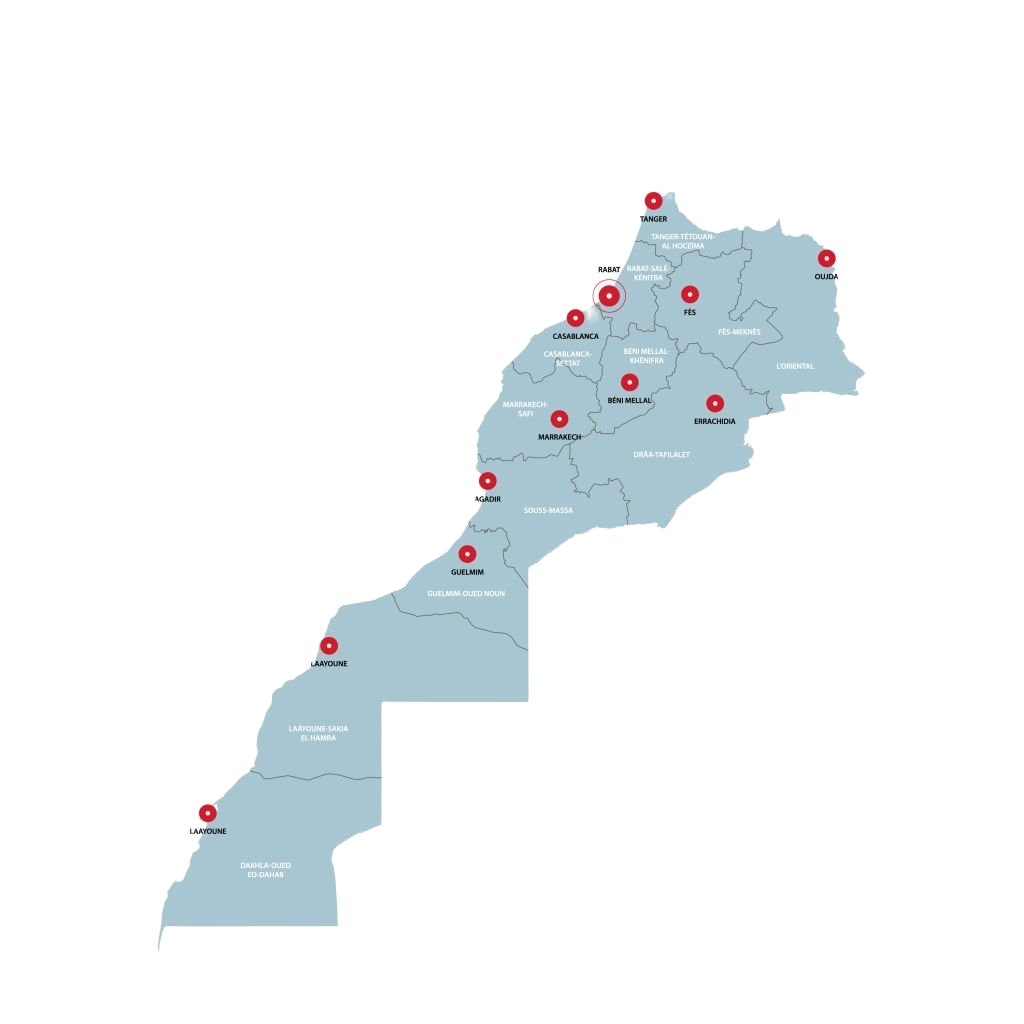 TANGER
TANGER-TÉTOUAN-
AL HOCEÏMA
OUJDA
RABAT
RABAT-SALÉ-
KÉNITRA
FÈS
CASABLANCA
FÈS-MEKNÈS
CASABLANCA-
SETTAT
BÉNI MELLAL-
KHÉNIFRA
L'ORIENTAL
BÉNI MELLAL
MARRAKECH-
SAFI
ERRACHIDIA
MARRAKECH
DRÂA-TAFILALET
AGADIR
SOUSS-MASSA
GUELMIM
GUELMIM-OUED NOUN
LAAYOUNE
LAÂYOUNE-SAKIA
EL HAMRA
LAAYOUNE
DAKHLA-OUED
ED-DAHAB